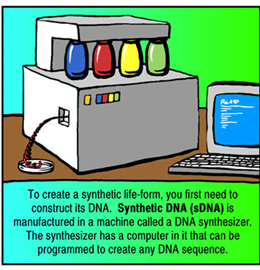 To create a synthetic life-form, you first need to
construct its DNA. Synthetic DNA (sDNA) is
manufactured in a machine called a DNA synthesizer.
The synthesizer has a computer in it that can be
programmed to create any DNA sequence.